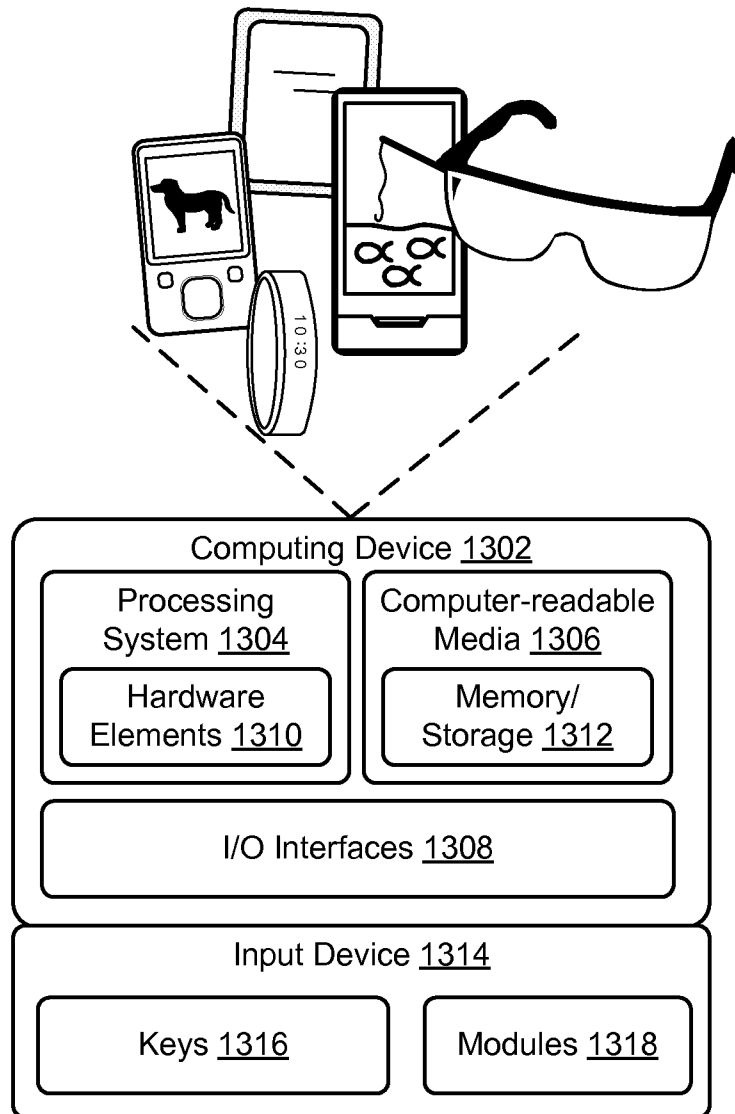 10:30
Computing Device 1302
Processing
System 1304
Hardware
Elements 1310
Computer-readable
Media 1306
Memory/
Storage 1312
I/O Interfaces 1308
Input Device 1314
Keys 1316
Modules 1318